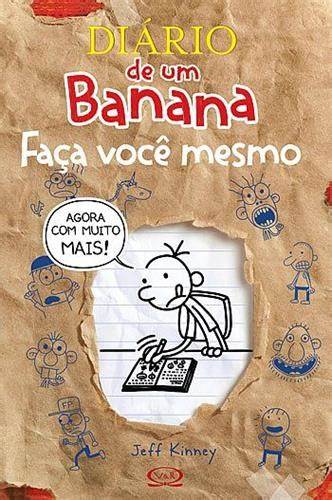 DIÁRIO
de um
Banana
Faça você mesmo
AGORA
COM MUITO
MAIS!
Jeff Kinney
V&R